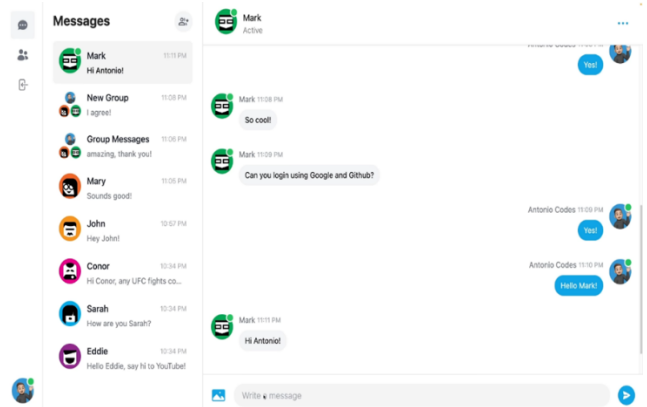 Messages
Mark 11:11 PM
Hi Antonio!
New Group 11:08 PM
I agree!
Group Messages 11:06 PM
amazing, thank you!
Mary 11:05 PM
Sounds good!
John 10:57 PM
Hey John!
Conor 10:34 PM
Hi Conor, any UFC fights co...
Sarah 10:34 PM
How are you Sarah?
Eddie 10:34 PM
Hello Eddie, say hi to YouTube!
Mark
Active
Antonio Codes
Yes!
Mark 11:08 PM
So cool!
Mark 11:09 PM
Can you login using Google and Github?
Antonio Codes 11:09 PM
Yes!
Antonio Codes 11:10 PM
Hello Mark!
Mark 11:11 PM
Hi Antonio!
Write a message